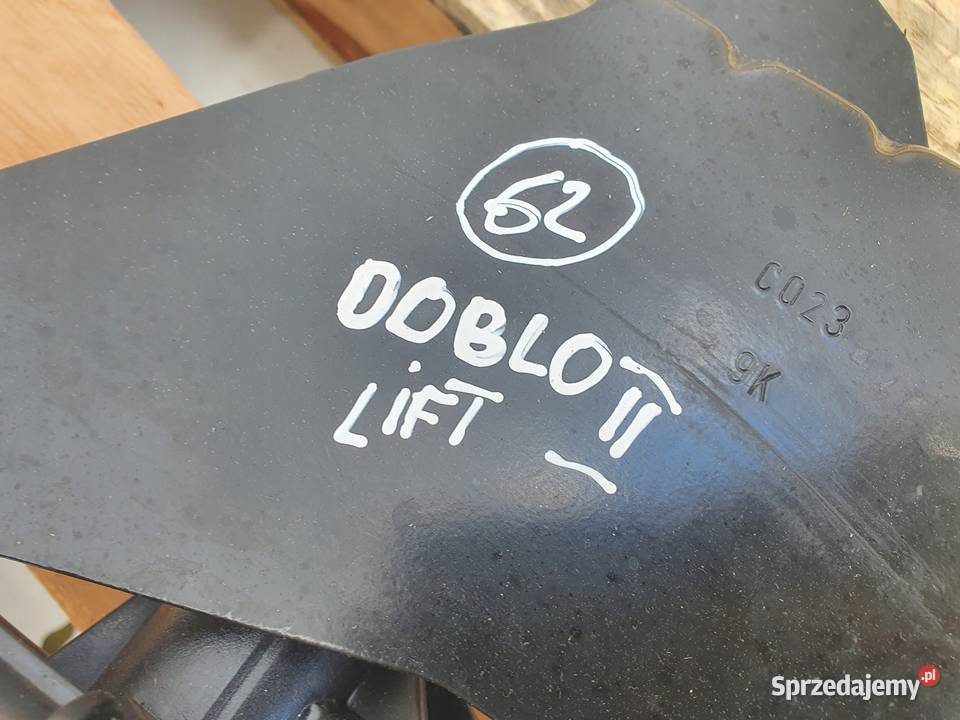 62
DOBLO II
LiFT
C023
9K
Sprzedajemy.pl